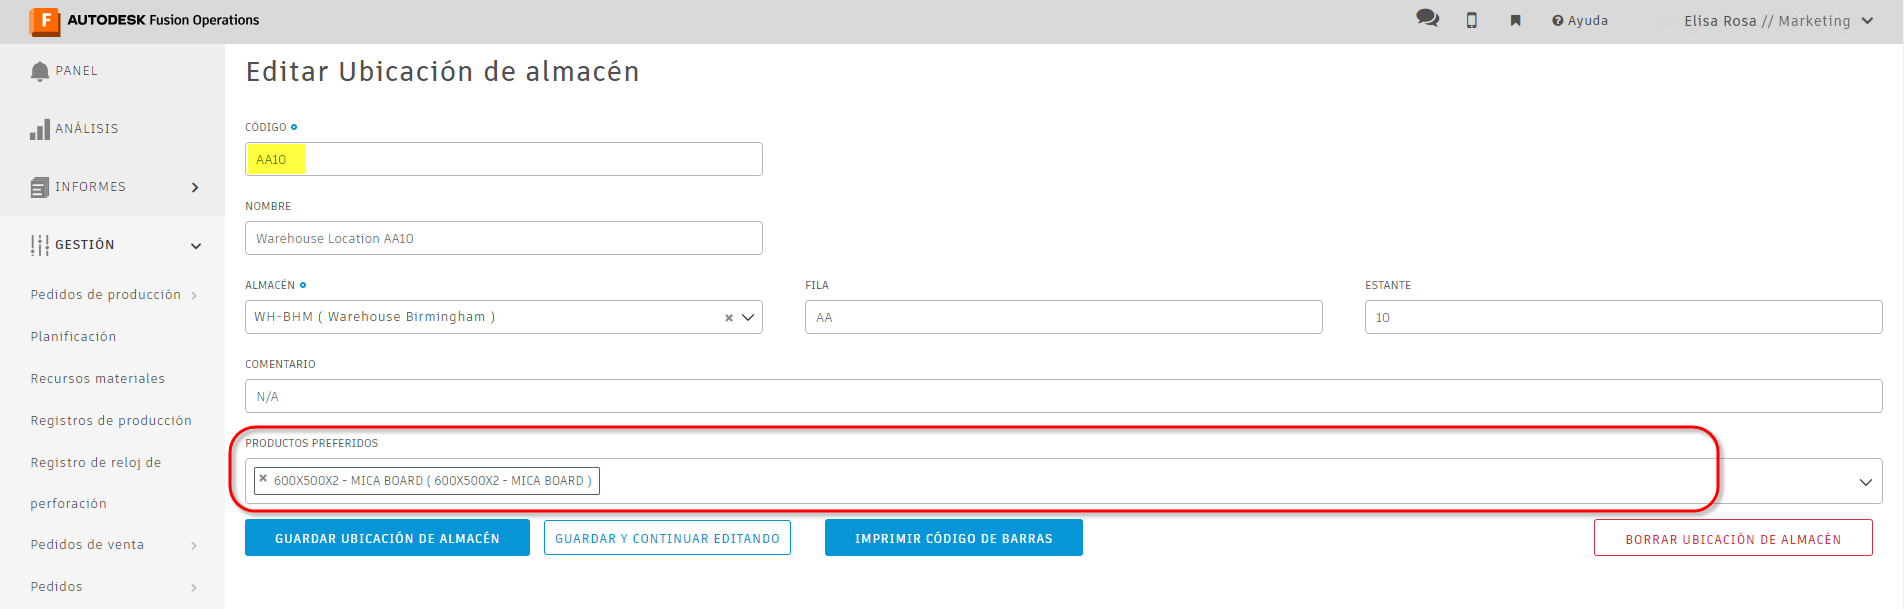 AUTODESK Fusion Operations
Ayuda
Elisa Rosa // Marketing
PANEL
ANÁLISIS
INFORMES
GESTIÓN
Pedidos de producción
Planificación
Recursos materiales
Registros de producción
Registro de reloj de
perforación
Pedidos de venta
Pedidos
Editar Ubicación de almacén
CÓDIGO
AA10
NOMBRE
Warehouse Location AA10
ALMACÉN
WH-BHM ( Warehouse Birmingham )
FILA
AA
ESTANTE
10
COMENTARIO
N/A
PRODUCTOS PREFERIDOS
600X500X2 - MICA BOARD ( 600X500X2 - MICA BOARD )
GUARDAR UBICACIÓN DE ALMACÉN
GUARDAR Y CONTINUAR EDITANDO
IMPRIMIR CÓDIGO DE BARRAS
BORRAR UBICACIÓN DE ALMACÉN